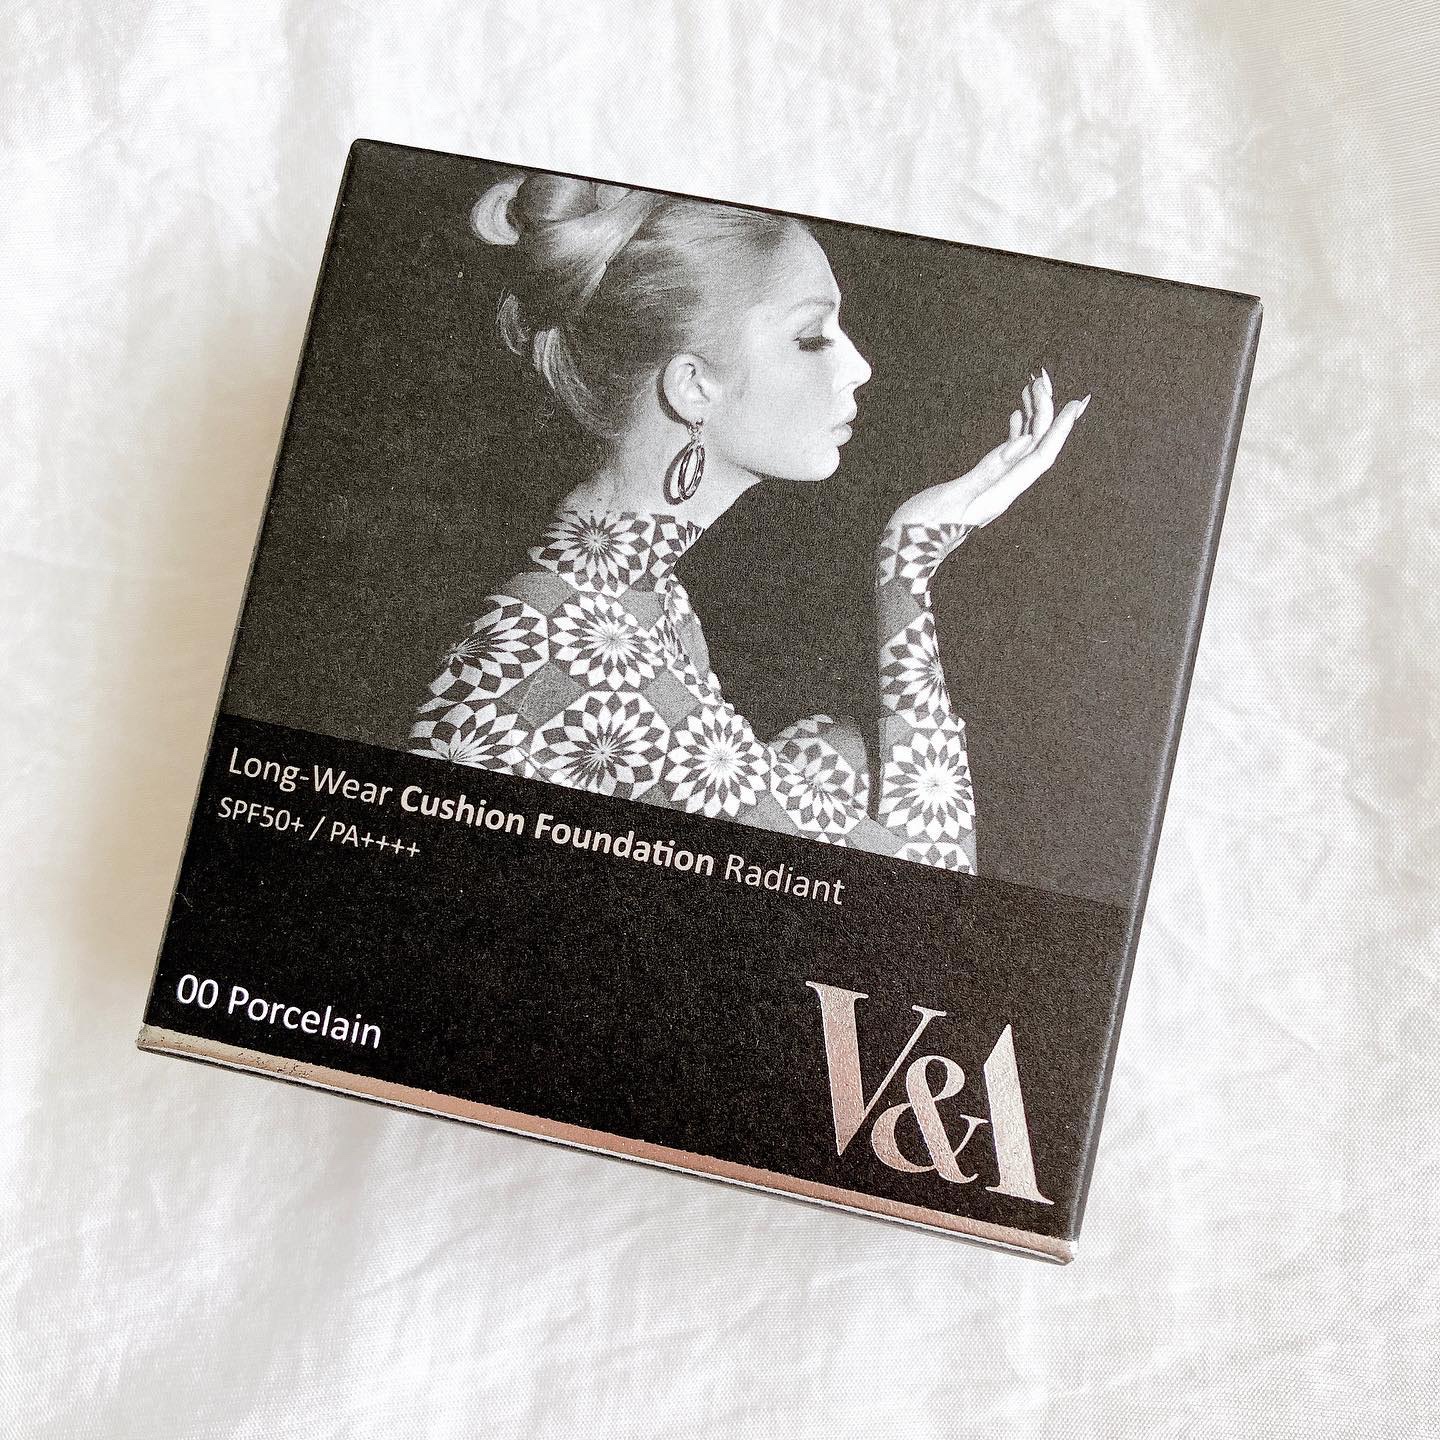 Long-Wear Cushion Foundation Radiant
SPF50+ / PA++++
00 Porcelain
V&A